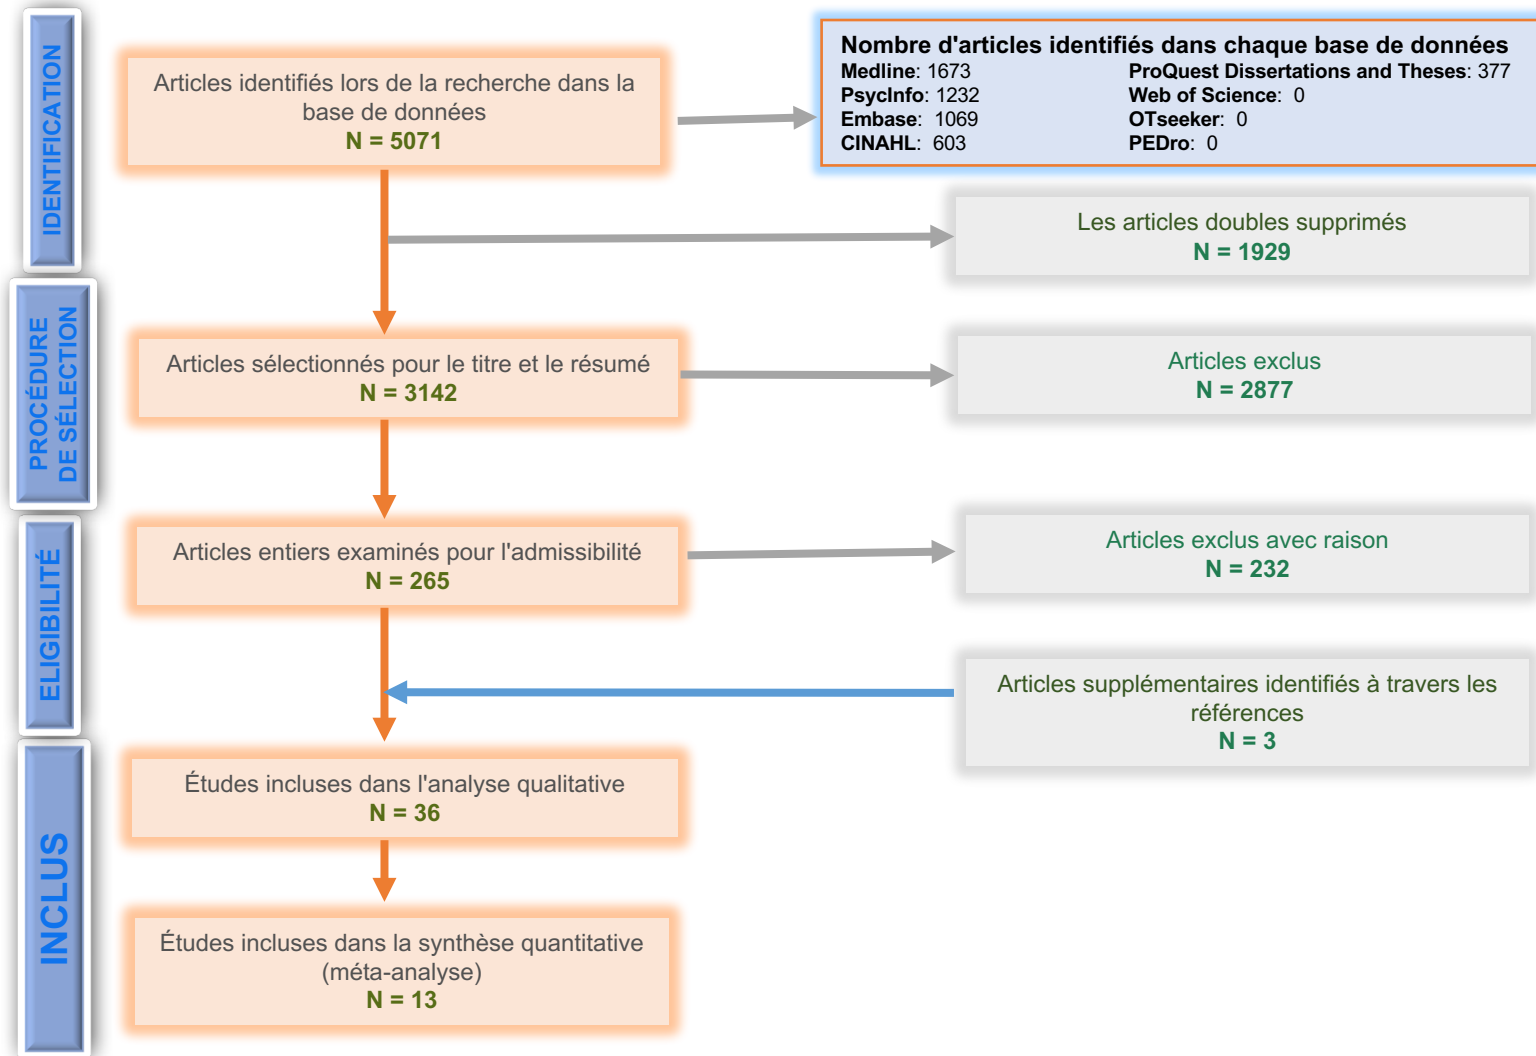 IDENTIFICATION
Articles identifiés lors de la recherche dans la
base de données
N = 5071
Nombre d'articles identifiés dans chaque base de données
Medline: 1673
ProQuest Dissertations and Theses: 377
PsycInfo: 1232
Web of Science: 0
Embase: 1069
OTseeker: 0
CINAHL: 603
PEDro: 0
Les articles doubles supprimés
N = 1929
PROCÉDURE
DE SÉLECTION
Articles sélectionnés pour le titre et le résumé
N = 3142
Articles exclus
N = 2877
ELIGIBILITÉ
Articles entiers examinés pour l'admissibilité
N = 265
Articles exclus avec raison
N = 232
Articles supplémentaires identifiés à travers les
références
N = 3
INCLUS
Études incluses dans l'analyse qualitative
N = 36
Études incluses dans la synthèse quantitative
(méta-analyse)
N = 13